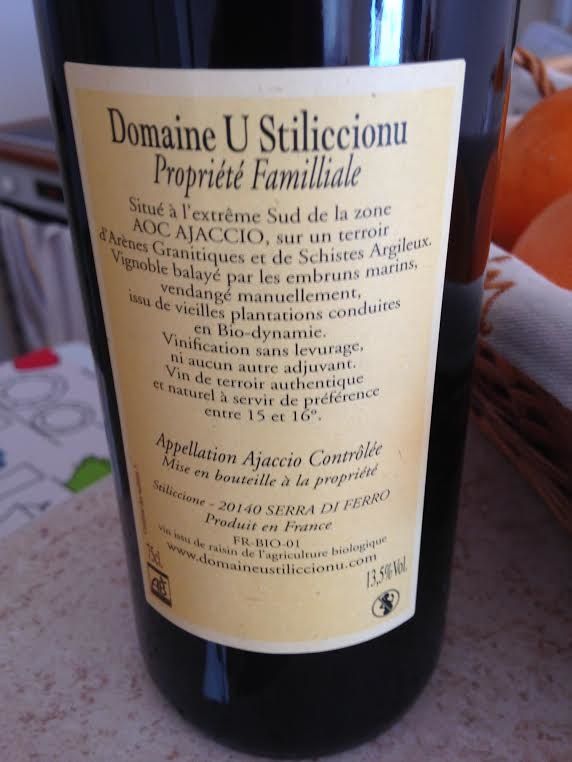 Domaine U Stiliccionu
Propriété Familliale
Situé à l'extrême Sud de la zone
AOC AJACCIO, sur un terroir
d'Arènes Granitiques et de Schistes Argileux.
Vignoble balayé par les embruns marins,
vendangé manuellement,
issu de vieilles plantations conduites
en Bio-dynamie.
Vinification sans levurage,
ni aucun autre adjuvant.
Vin de terroir authentique
et naturel à servir de préférence
entre 15 et 16°.
Appellation Ajaccio Contrôlée
Mise en bouteille à la propriété
Stiliccione - 20140 SERRA DI FERRO
Produit en France
FR-BIO-01
vin issu de raisin de l'agriculture biologique
www.domaineustiliccionu.com
75cl.
13,5% Vol.
AB